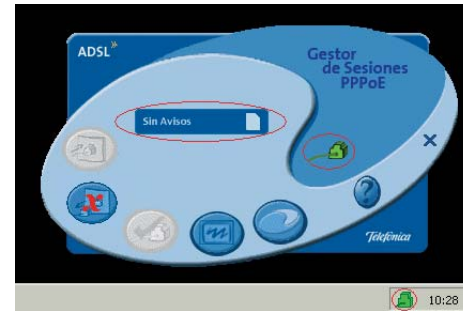 ADSL
Gestor
de Sesiones
PPPoE
Sin Avisos
?
Telefónica
10:28